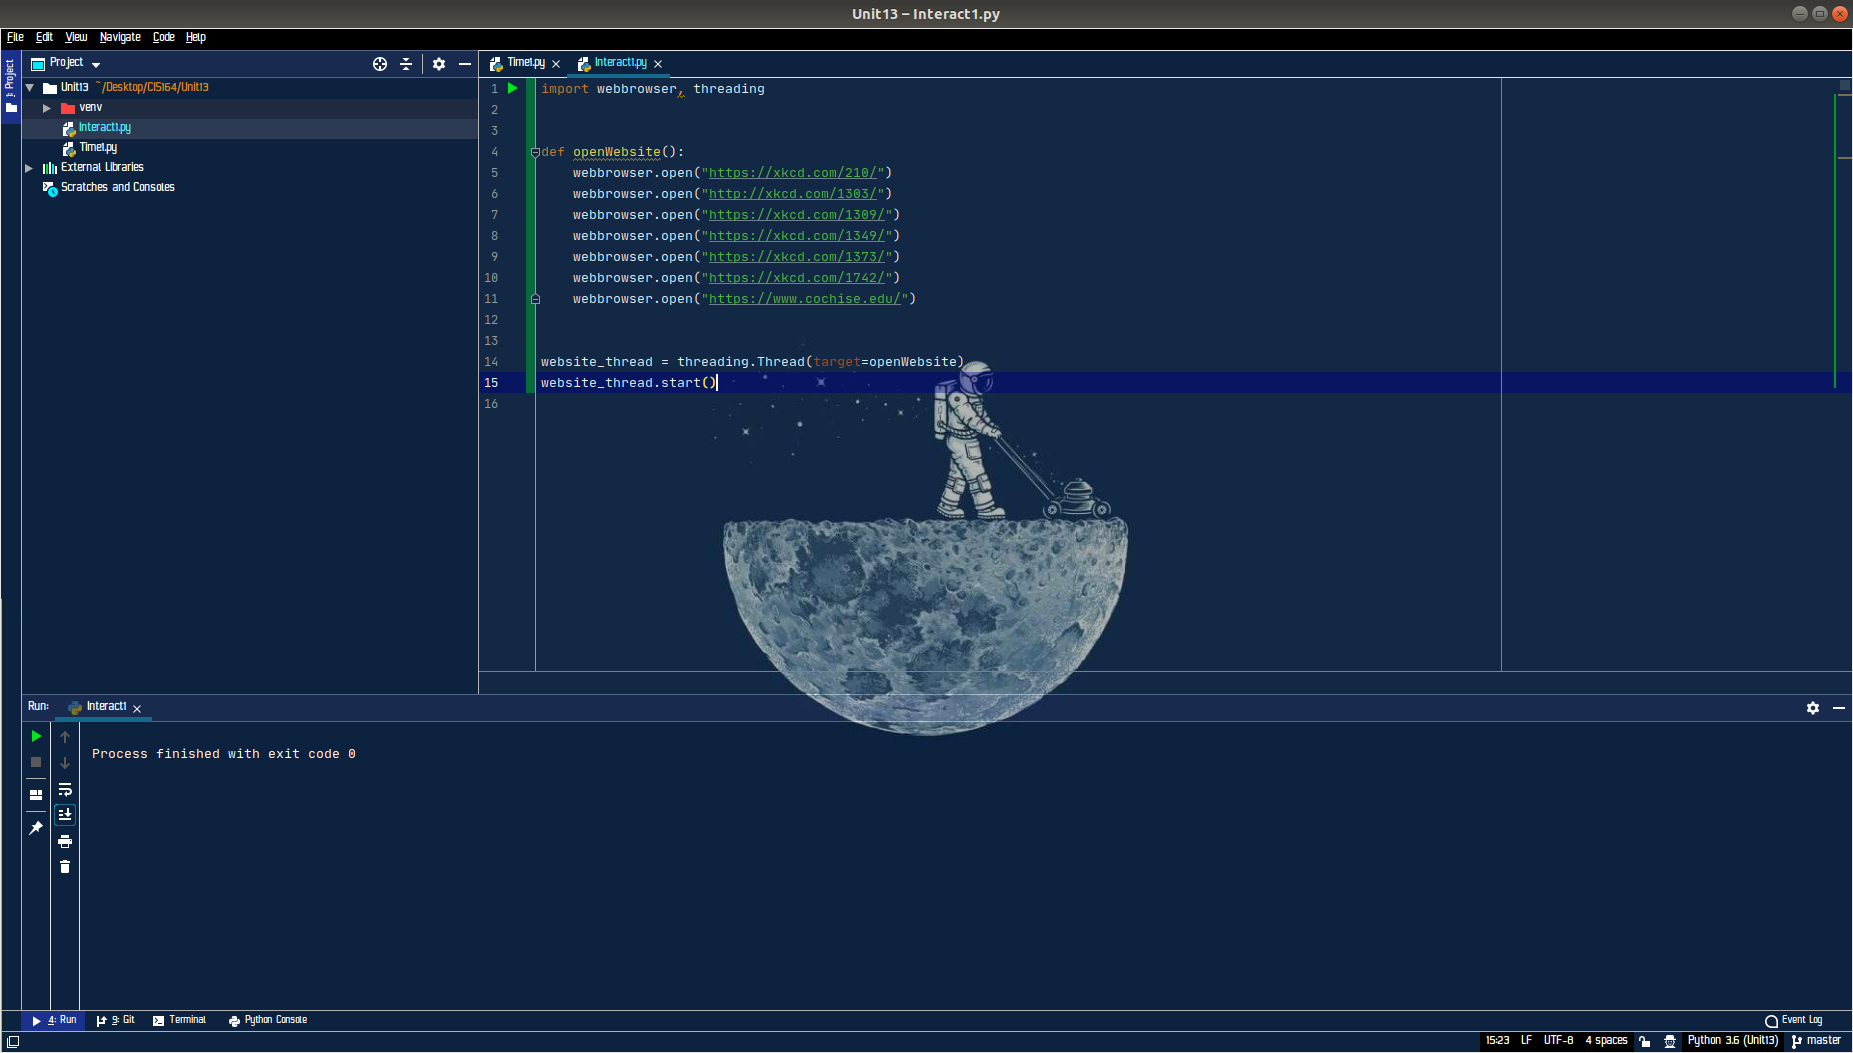 Unit13 – Interact1.py
File Edit View Navigate Code Help
1: Project
Project
Unit13 ~/Desktop/CIS164/Unit13
venv
Interact1.py
Time1.py
External Libraries
Scratches and Consoles
Time1.py Interact1.py
1 import webbrowser, threading
2
3
4 def openWebsite():
5 webbrowser.open("https://xkcd.com/210/")
6 webbrowser.open("http://xkcd.com/1303/")
7 webbrowser.open("https://xkcd.com/1309/")
8 webbrowser.open("https://xkcd.com/1349/")
9 webbrowser.open("https://xkcd.com/1373/")
10 webbrowser.open("https://xkcd.com/1742/")
11 webbrowser.open("https://www.cochise.edu/")
12
13
14 website_thread = threading.Thread(target=openWebsite)
15 website_thread.start()
16
Run: Interact1
Process finished with exit code 0
4: Run 9: Git Terminal Python Console Event Log
15:23 LF UTF-8 4 spaces Python 3.6 (Unit13) master